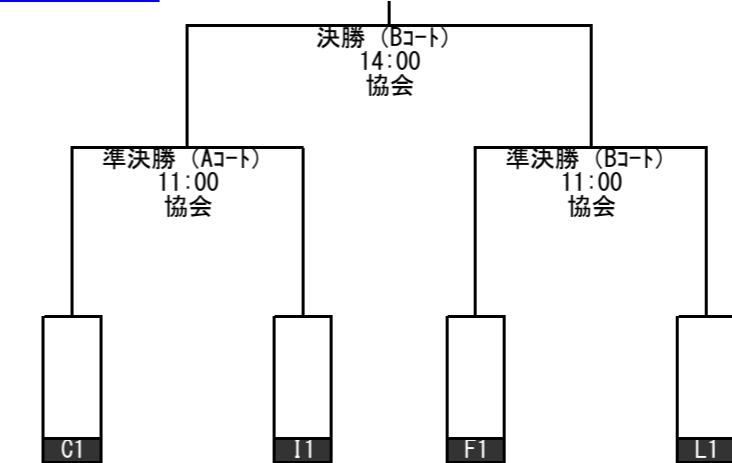 決勝（Bｺｰﾄ）
14:00
協会
準決勝（Aｺｰﾄ）
11:00
協会
準決勝（Bｺｰﾄ）
11:00
協会
C1
I1
F1
L1